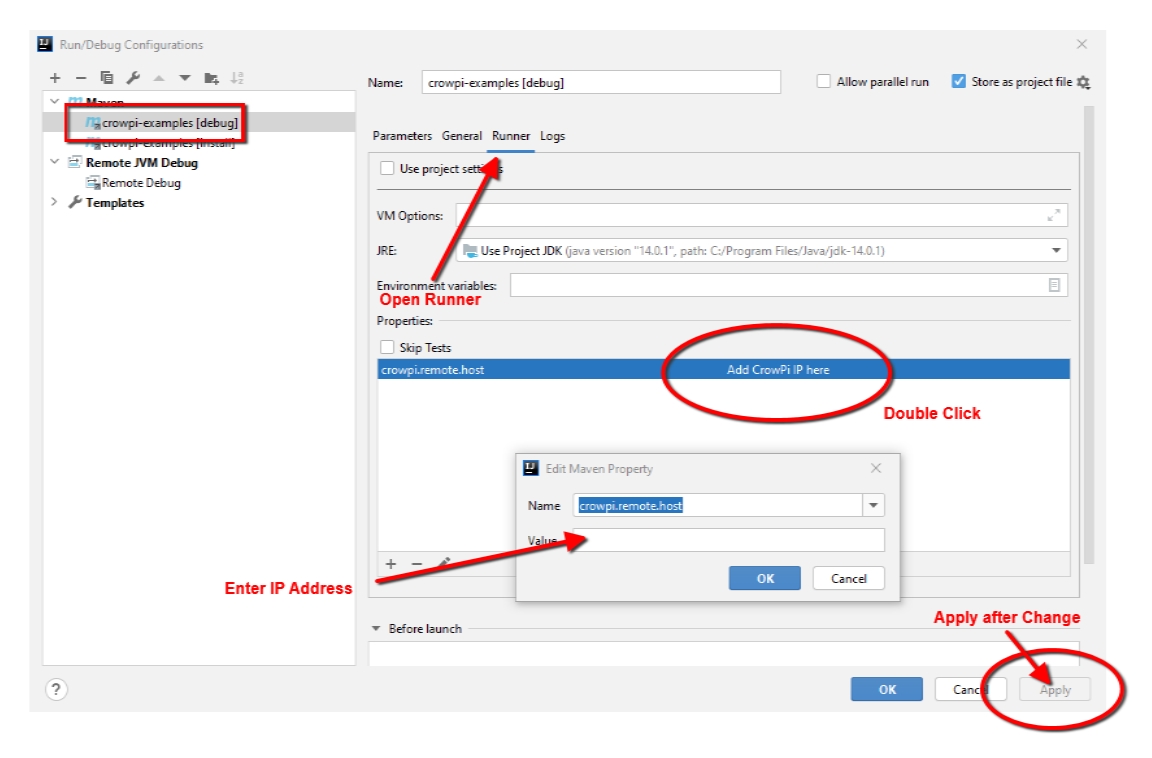 Run/Debug Configurations
Name: crowpi-examples [debug]
Allow parallel run
Store as project file
Maven
crowpi-examples [debug]
crowpi-examples [install]
Remote JVM Debug
Remote Debug
Templates
Parameters General Runner Logs
Use project settings
VM Options:
JRE: Use Project JDK (java version "14.0.1", path: C:/Program Files/Java/jdk-14.0.1)
Environment variables:
Open Runner
Properties:
Skip Tests
crowpi.remote.host Add CrowPi IP here
Double Click
Edit Maven Property
Name crowpi.remote.host
Value
OK Cancel
Enter IP Address
Apply after Change
Before launch
? OK Cancel Apply